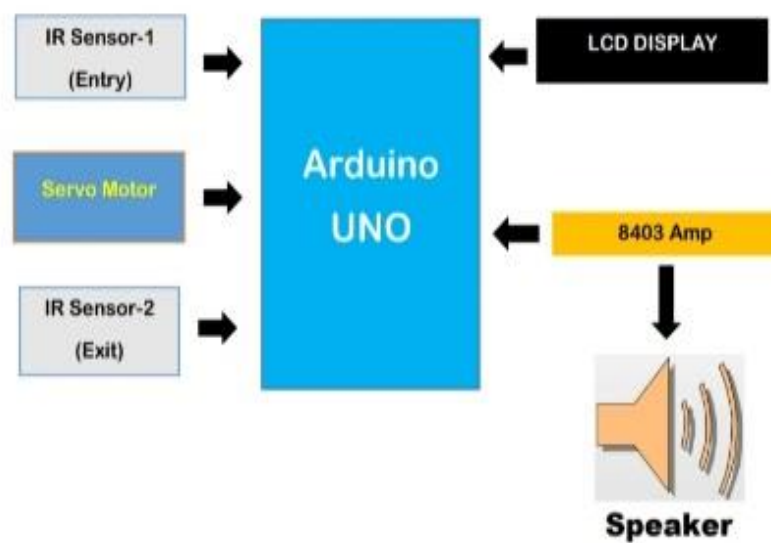 IR Sensor-1
(Entry)
LCD DISPLAY
Servo Motor
Arduino
UNO
8403 Amp
IR Sensor-2
(Exit)
Speaker